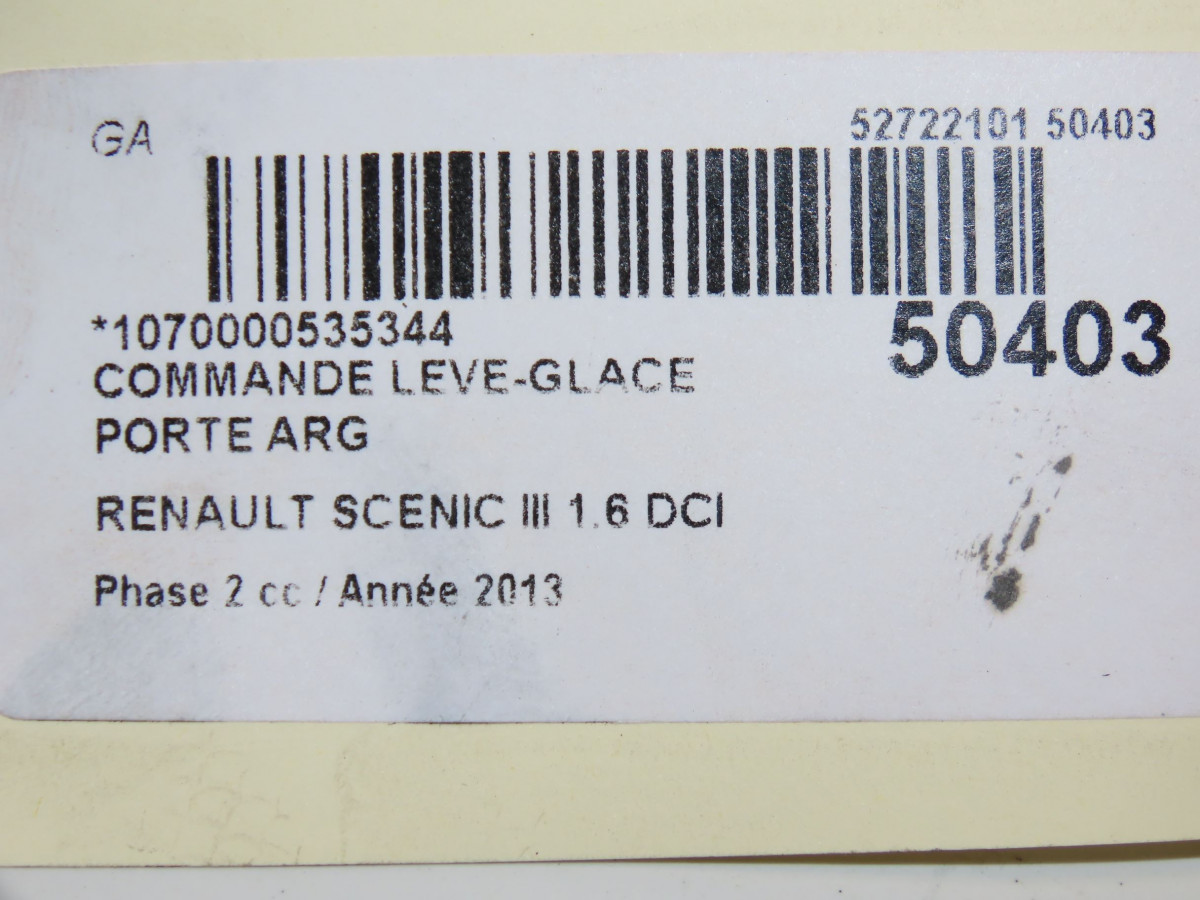 GA
52722101 50403
*1070000535344
50403
COMMANDE LEVE-GLACE
PORTE ARG
RENAULT SCENIC III 1.6 DCI
Phase 2 cc / Année 2013